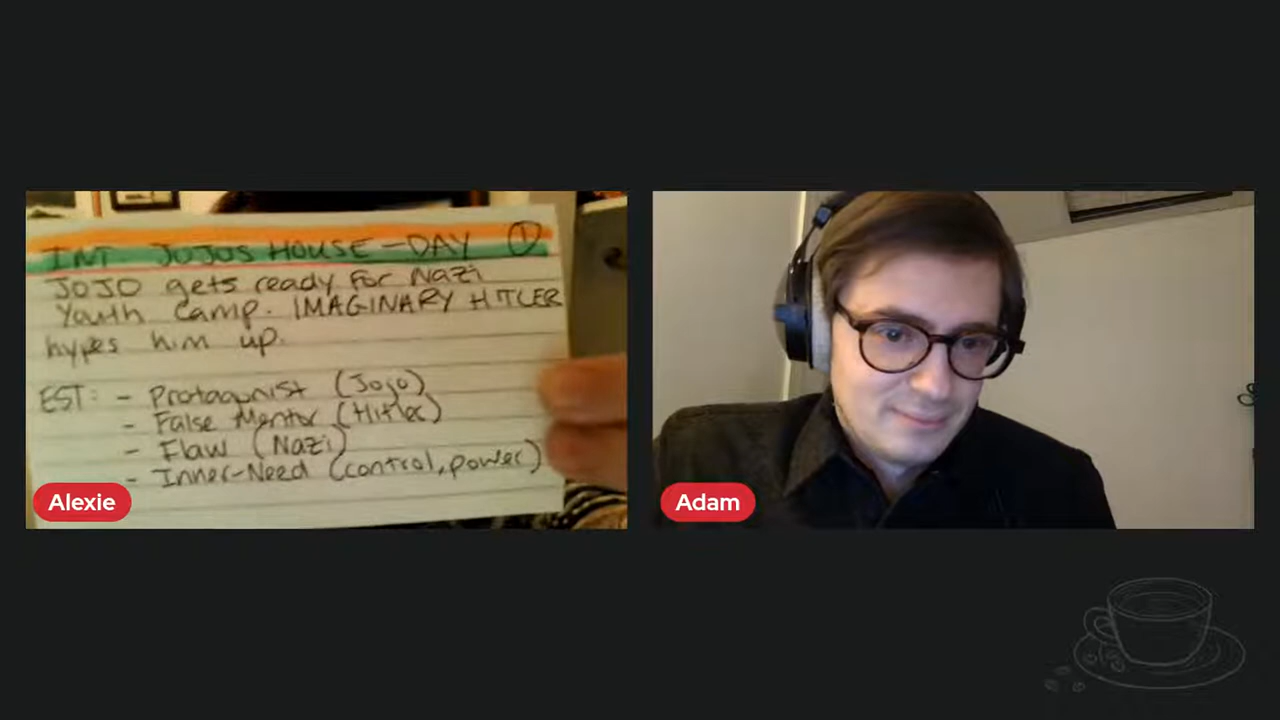 INT JOJOS HOUSE - DAY 1
JOJO gets ready for Nazi
Youth Camp. IMAGINARY HITLER
hypes him up.
EST: - Protagonist (Jojo)
- False Mentor (Hitler)
- Flaw (Nazi)
- Inner-Need (control, power)
Alexie
Adam